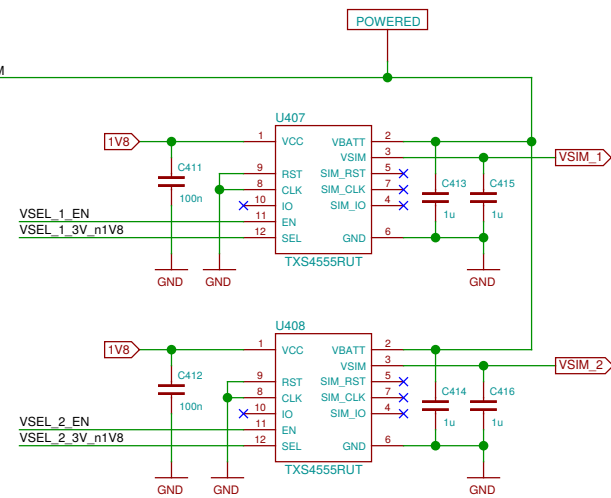 POWERED
M
U407
1V8
1 VCC VBATT 2
VSIM 3 VSIM_1
C411
9 RST SIM_RST 5
C413 C415
8 CLK SIM_CLK 7
100n
10 IO SIM_IO 4
VSEL_1_EN
11 EN
1u 1u
VSEL_1_3V_n1V8
12 SEL GND 6
TXS4555RUT
GND GND GND
U408
1V8
1 VCC VBATT 2
VSIM 3 VSIM_2
C412
9 RST SIM_RST 5
C414 C416
8 CLK SIM_CLK 7
100n
10 IO SIM_IO 4
VSEL_2_EN
11 EN
1u 1u
VSEL_2_3V_n1V8
12 SEL GND 6
TXS4555RUT
GND GND GND